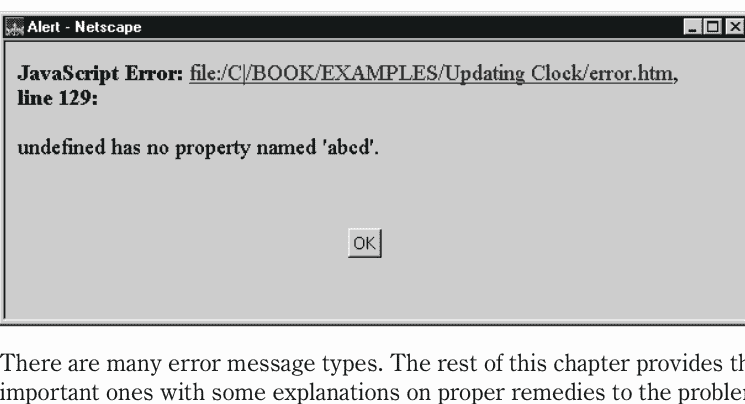 Alert - Netscape
JavaScript Error: file:/C|/BOOK/EXAMPLES/Updating Clock/error.htm,
line 129:
undefined has no property named 'abcd'.
OK
There are many error message types. The rest of this chapter provides
important ones with some explanations on proper remedies to the